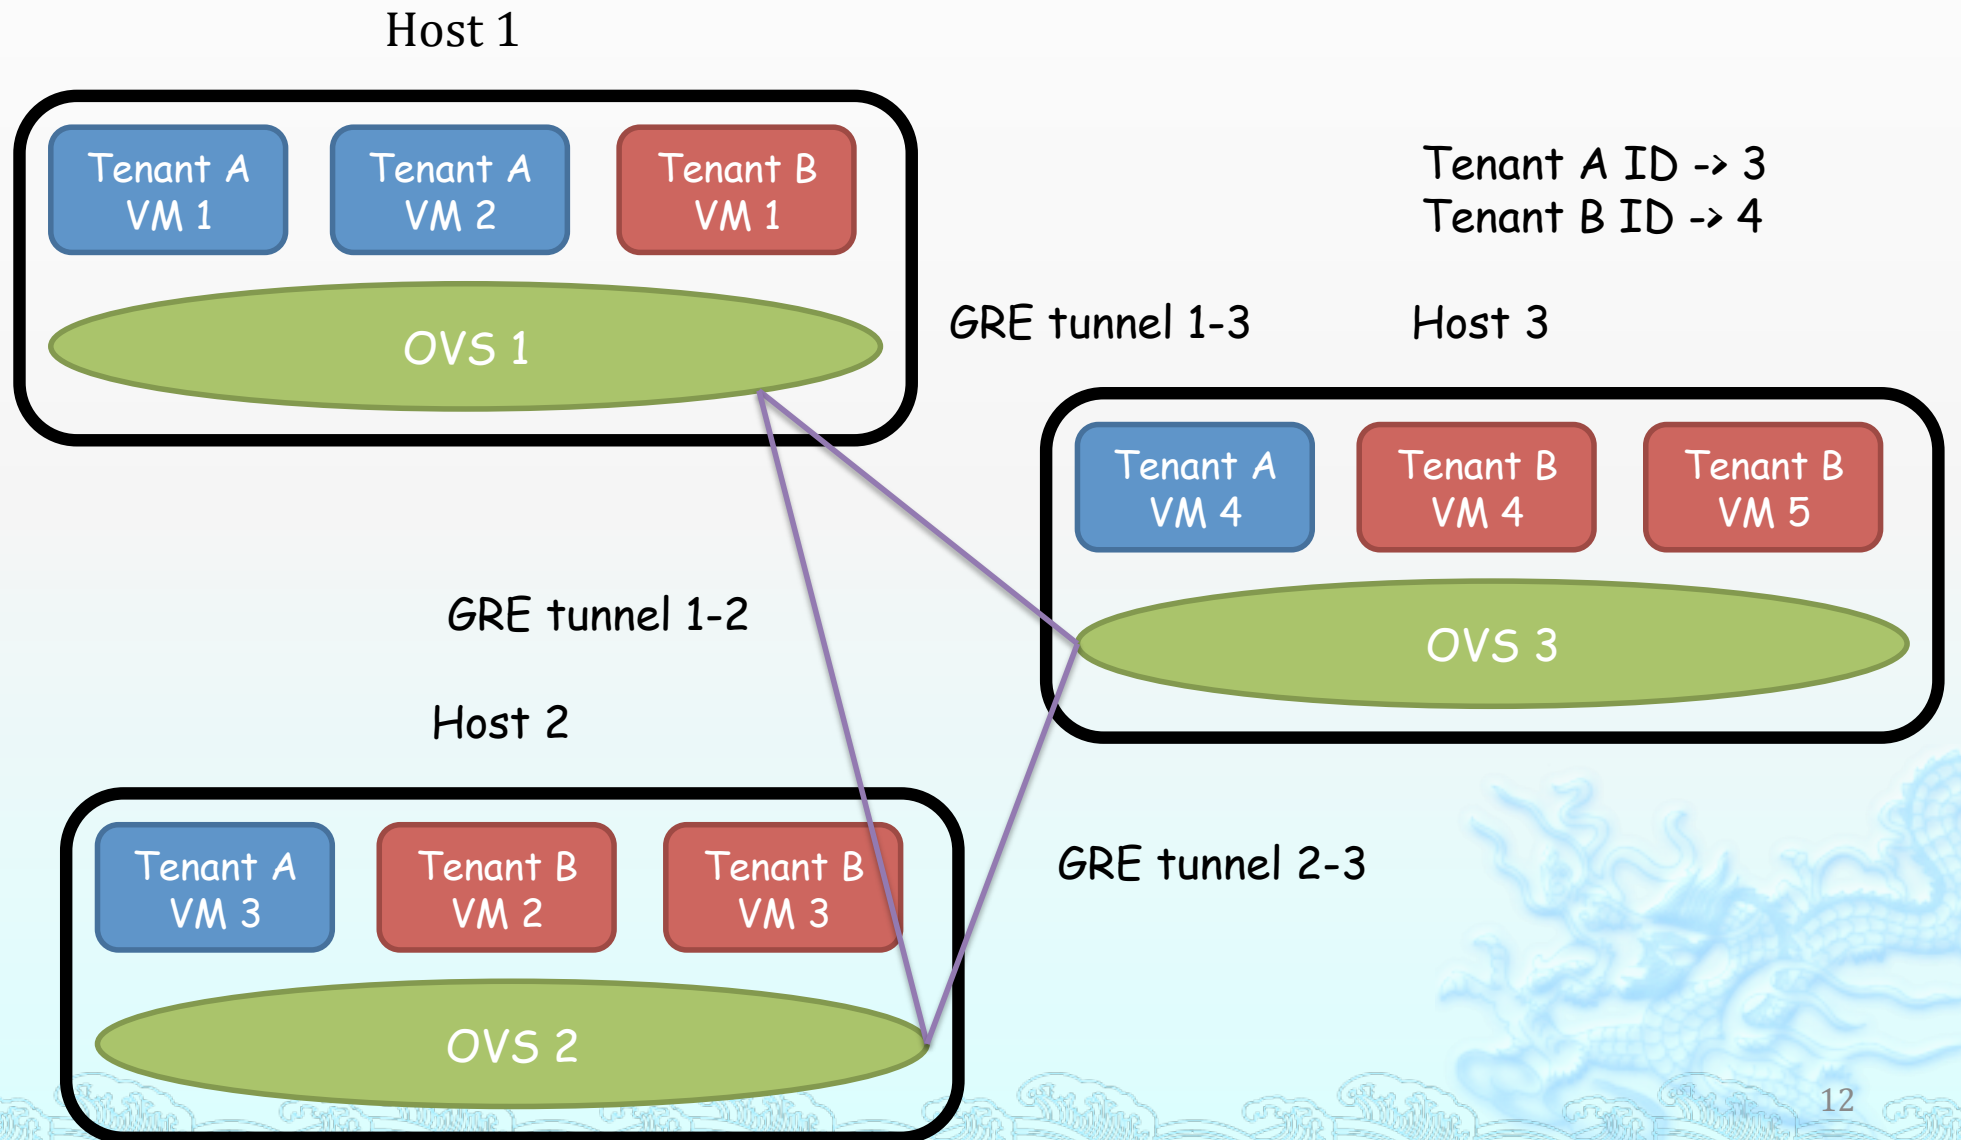 Host 1
Tenant A
VM 1
Tenant A
VM 2
Tenant B
VM 1
OVS 1
Tenant A ID -> 3
Tenant B ID -> 4
GRE tunnel 1-3
Host 3
Tenant A
VM 4
Tenant B
VM 4
Tenant B
VM 5
OVS 3
GRE tunnel 1-2
Host 2
Tenant A
VM 3
Tenant B
VM 2
Tenant B
VM 3
OVS 2
GRE tunnel 2-3
12